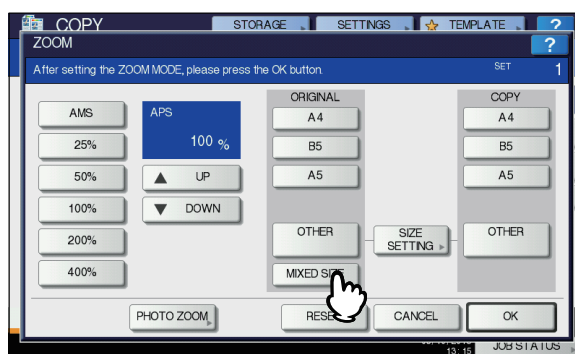 COPY STORAGE SETTINGS TEMPLATE ?
ZOOM ?
After setting the ZOOM MODE, please press the OK button. SET 1
ORIGINAL COPY
AMS APS A4 A4
25% 100 % B5 B5
50% UP A5 A5
100% DOWN
200% OTHER SIZE SETTING OTHER
400% MIXED SIZE
PHOTO ZOOM CANCEL OK
13:15 JOB STATUS